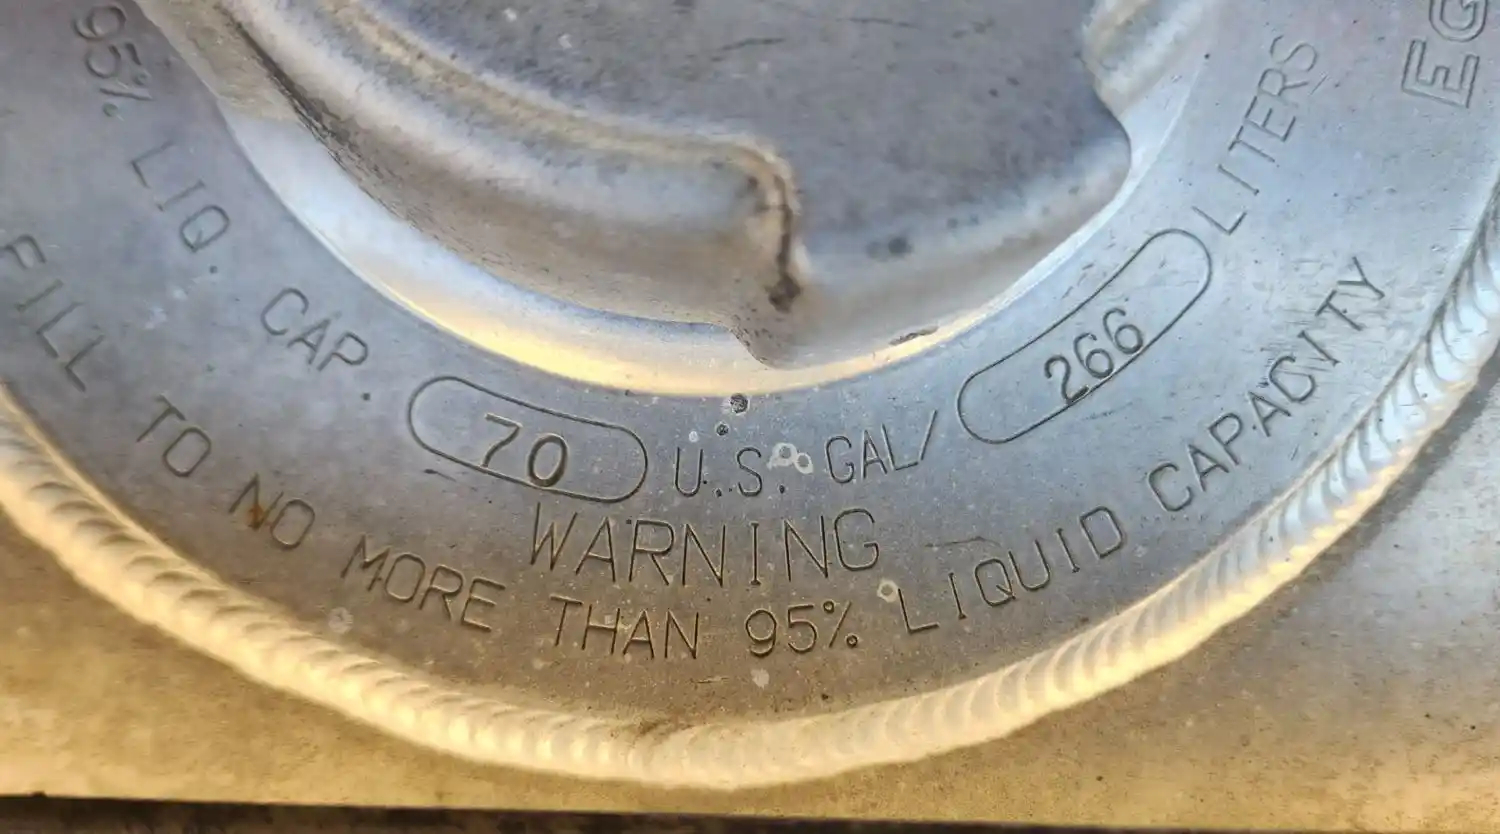 95% LIQ. CAP. 70 U.S. GAL/ 266 LITERS
WARNING
FILL TO NO MORE THAN 95% LIQUID CAPACITY